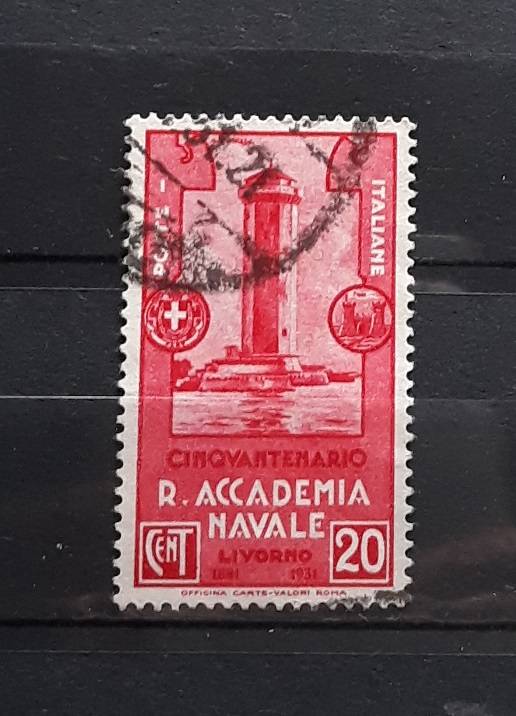 POSTE
ITALIANE
CINQVANTENARIO
R. ACCADEMIA
NAVALE
LIVORNO
CENT 20
1881 1931
OFFICINA CARTE-VALORI ROMA